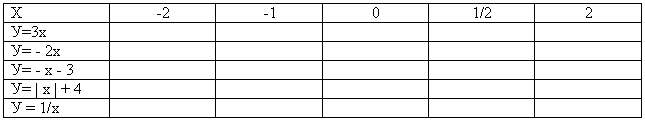 Х -2 -1 0 1/2 2
У=3х
У= - 2х
У= - х - 3
У= | х | + 4
У = 1/х